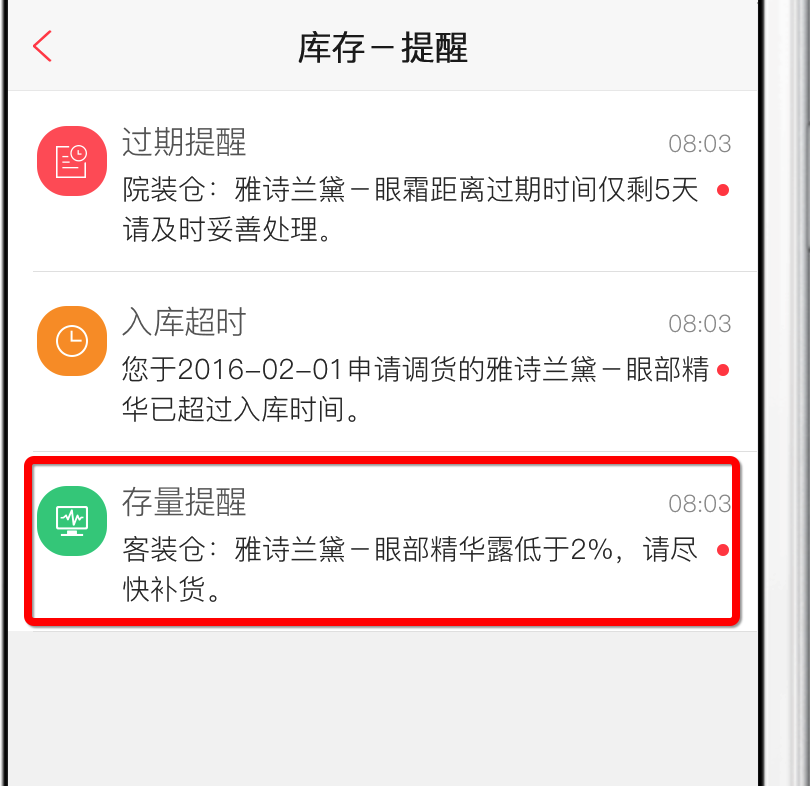 库存－提醒
过期提醒
08:03
院装仓：雅诗兰黛－眼霜距离过期时间仅剩5天
请及时妥善处理。
入库超时
08:03
您于2016-02-01申请调货的雅诗兰黛－眼部精
华已超过入库时间。
存量提醒
08:03
客装仓：雅诗兰黛－眼部精华露低于2%，请尽
快补货。